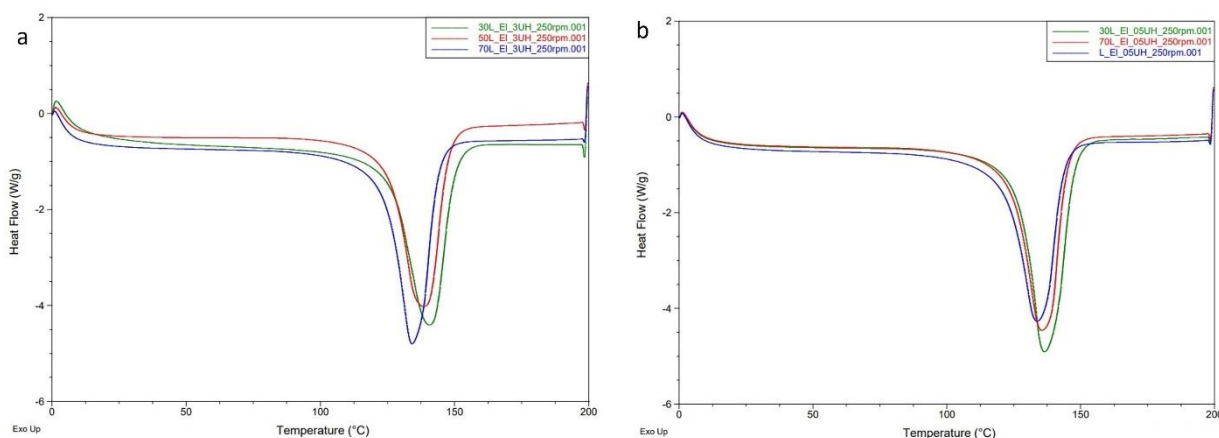 a
30L_EI_3UH_250rpm.001
50L_EI_3UH_250rpm.001
70L_EI_3UH_250rpm.001
2
0
-2
-4
-6
Heat Flow (W/g)
0
50
100
150
200
Exo Up
Temperature (°C)
b
30L_EI_05UH_250rpm.001
70L_EI_05UH_250rpm.001
L_EI_05UH_250rpm.001
2
0
-2
-4
-6
Heat Flow (W/g)
0
50
100
150
200
Exo Up
Temperature (°C)